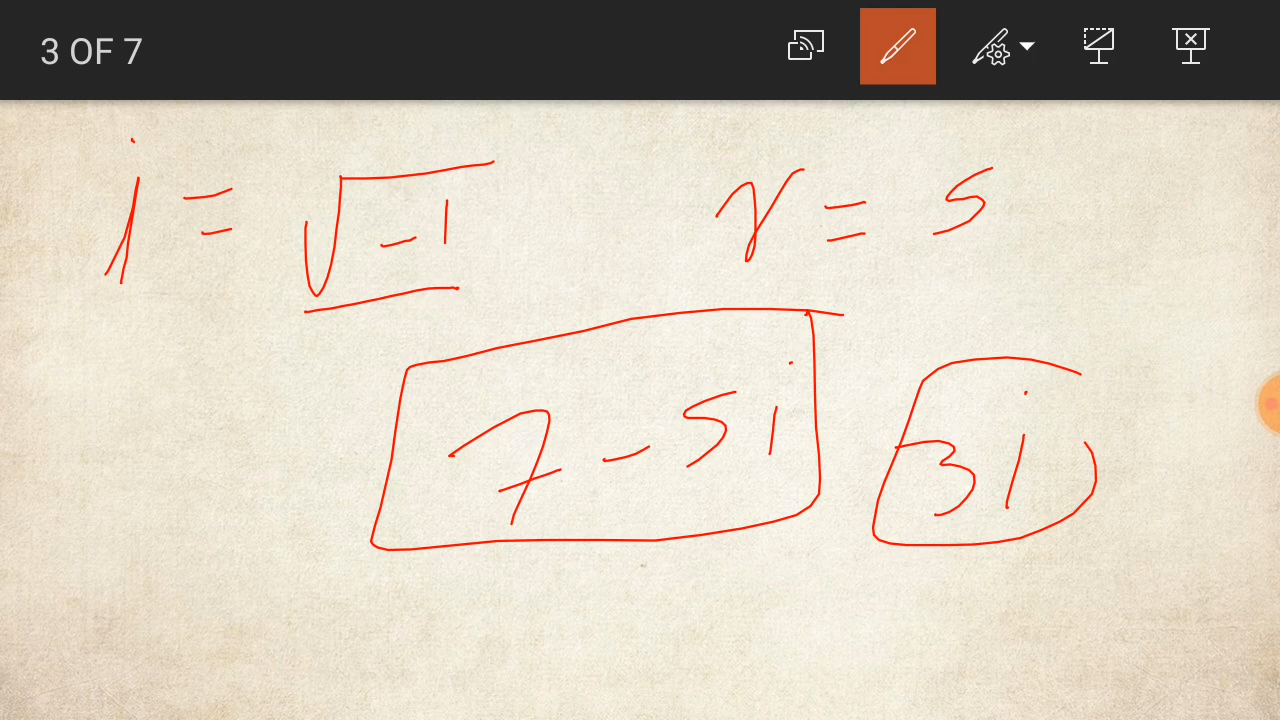 3 OF 7
i = √-1 γ = 5
7 - 5i 3i